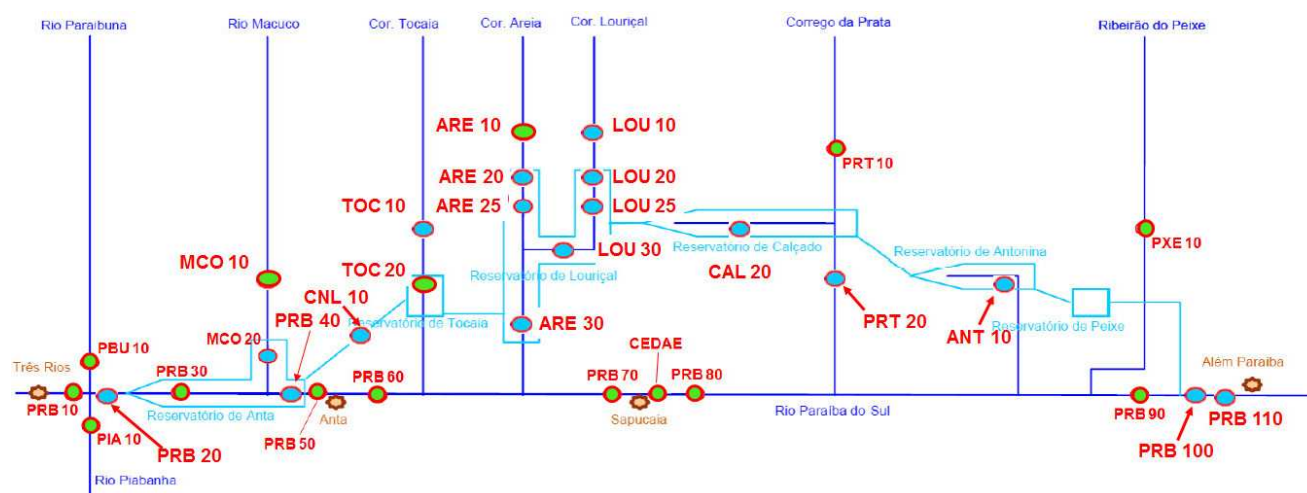 Rio Paraibuna
Rio Macuco
Cor. Tocaia
Cor. Areia
Cor. Louriçal
Corrego da Prata
Ribeirão do Peixe
ARE 10
LOU 10
PRT 10
ARE 20
LOU 20
TOC 10
ARE 25
LOU 25
PXE 10
LOU 30
Reservatório de Calçado
Reservatório de Antonina
MCO 10
TOC 20
Reservatório de Louriçal
CAL 20
CNL 10
PRB 40
Reservatório de Tocaia
ARE 30
PRT 20
ANT 10
Reservatório de Peixe
MCO 20
PBU 10
Três Rios
PRB 30
PRB 60
CEDAE
PRB 70
PRB 80
Além Paraíba
PRB 10
Reservatório de Anta
Anta
Sapucaia
Rio Paraíba do Sul
PRB 90
PRB 110
PIA 10
PRB 20
PRB 50
PRB 100
Rio Piabanha